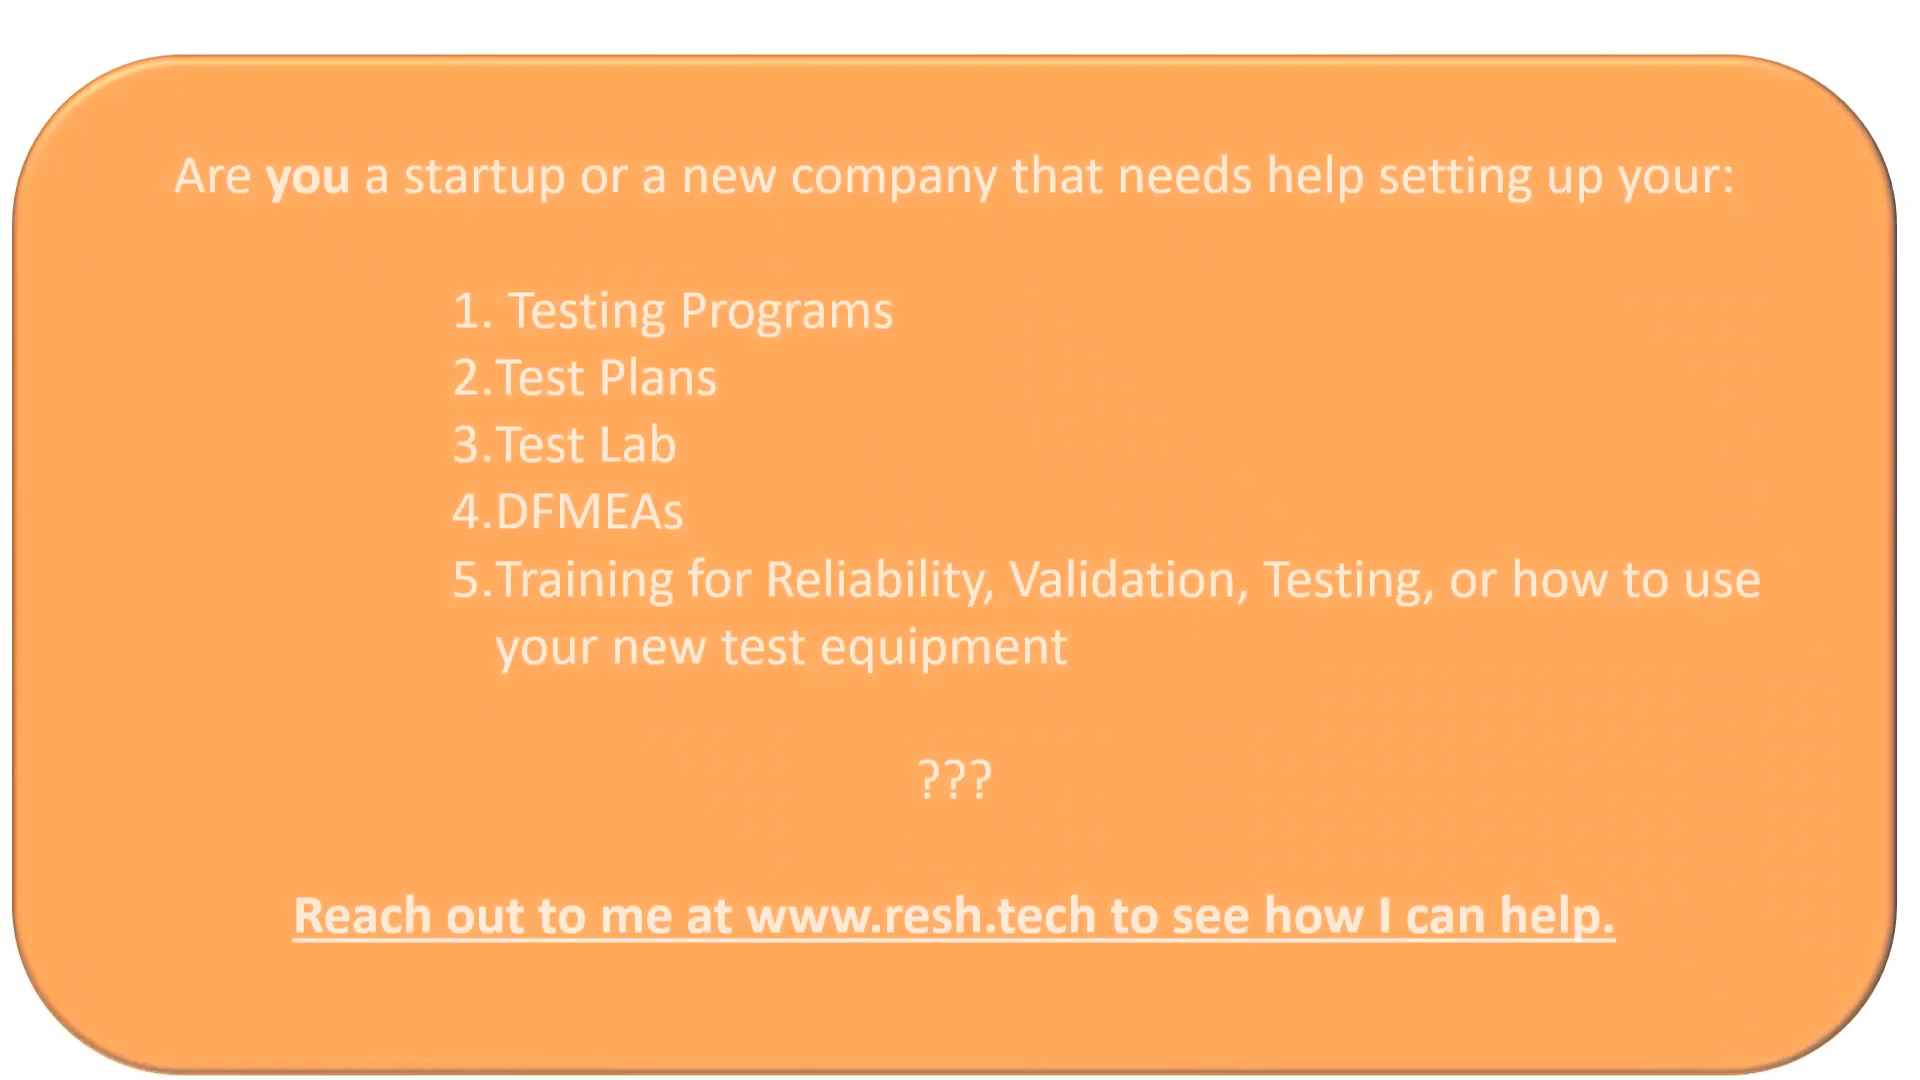 Are you a startup or a new company that needs help setting up your:
1. Testing Programs
2.Test Plans
3.Test Lab
4.DFMEAs
5.Training for Reliability, Validation, Testing, or how to use
your new test equipment
???
Reach out to me at www.resh.tech to see how I can help.